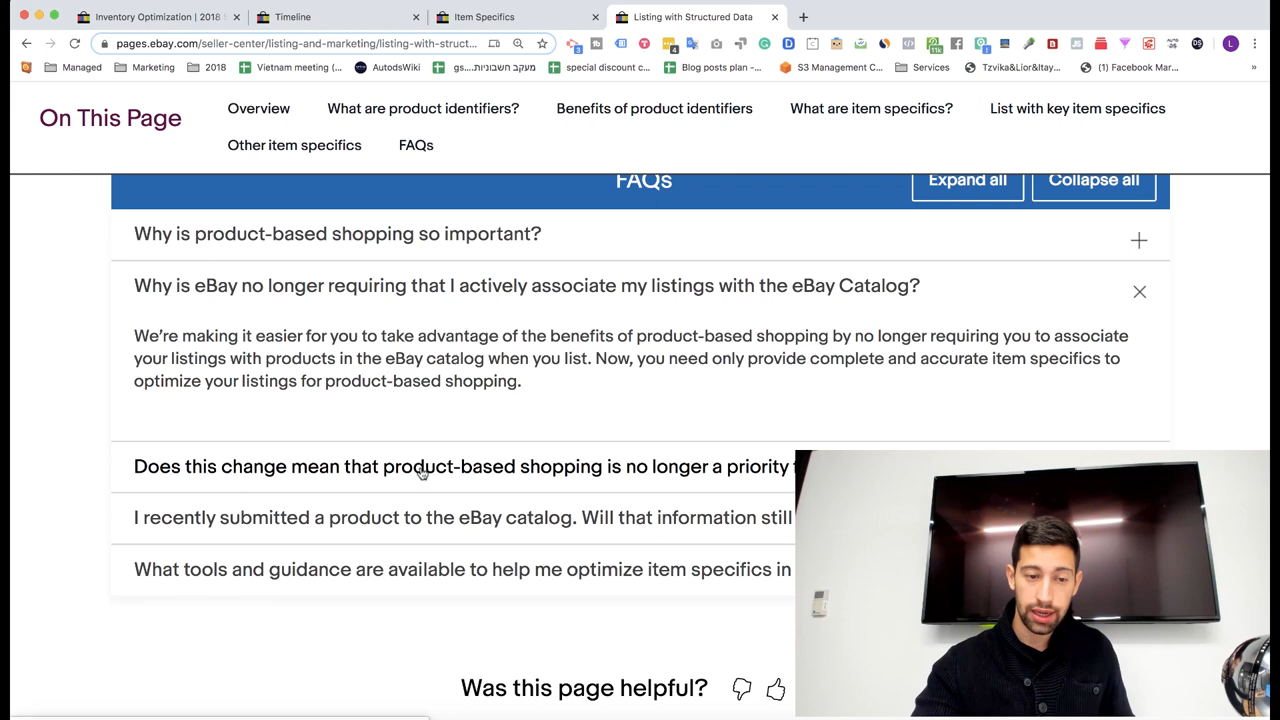 Inventory Optimization | 2018
Timeline
Item Specifics
Listing with Structured Data
pages.ebay.com/seller-center/listing-and-marketing/listing-with-struct...
Managed
Marketing
2018
Vietnam meeting (...
AutodsWiki
gs....מעקב חשבוניות
special discount c...
Blog posts plan -...
S3 Management C...
Services
Tzvika&Lior&Itay...
(1) Facebook Mar...
»
On This Page
Overview
What are product identifiers?
Benefits of product identifiers
What are item specifics?
List with key item specifics
Other item specifics
FAQs
FAQs
Expand all
Collapse all
Why is product-based shopping so important?
Why is eBay no longer requiring that I actively associate my listings with the eBay Catalog?
We’re making it easier for you to take advantage of the benefits of product-based shopping by no longer requiring you to associate
your listings with products in the eBay catalog when you list. Now, you need only provide complete and accurate item specifics to
optimize your listings for product-based shopping.
Does this change mean that product-based shopping is no longer a priority
I recently submitted a product to the eBay catalog. Will that information still
What tools and guidance are available to help me optimize item specifics in
Was this page helpful?